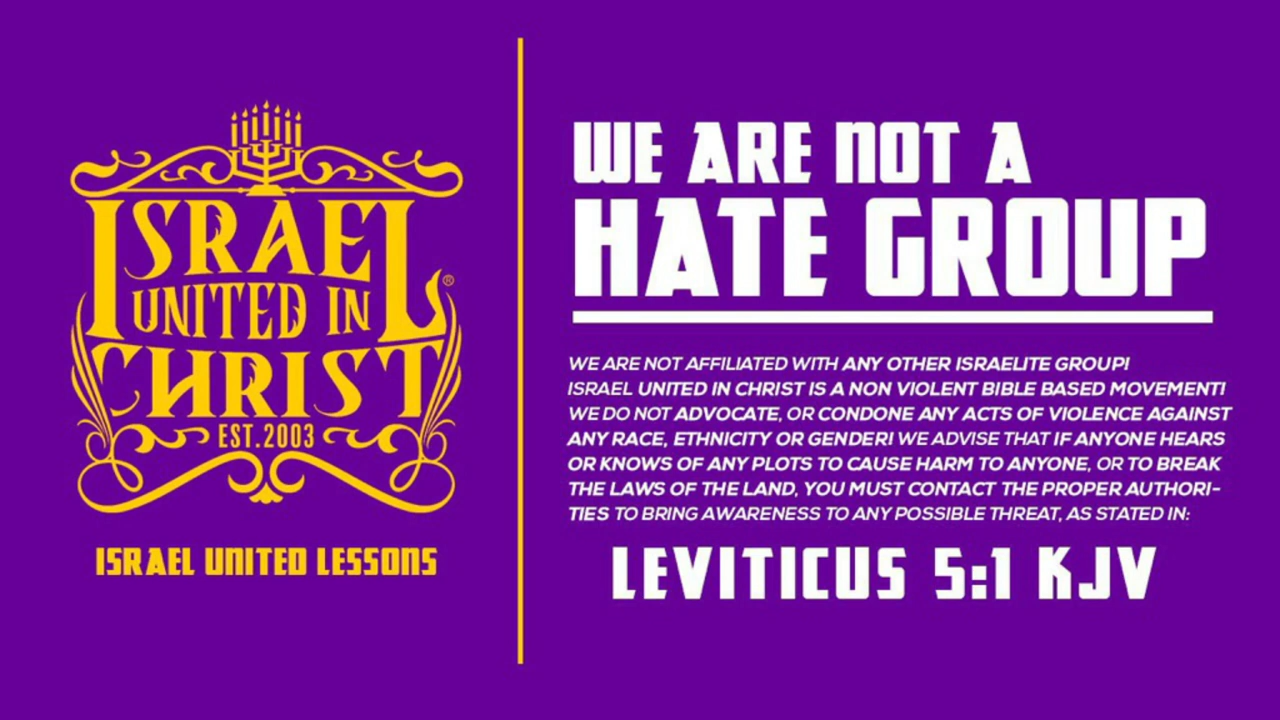 ISRAEL
UNITED IN
CHRIST
®
EST.2003
ISRAEL UNITED LESSONS
WE ARE NOT A
HATE GROUP
WE ARE NOT AFFILIATED WITH ANY OTHER ISRAELITE GROUP!
ISRAEL UNITED IN CHRIST IS A NON VIOLENT BIBLE BASED MOVEMENT!
WE DO NOT ADVOCATE, OR CONDONE ANY ACTS OF VIOLENCE AGAINST
ANY RACE, ETHNICITY OR GENDER! WE ADVISE THAT IF ANYONE HEARS
OR KNOWS OF ANY PLOTS TO CAUSE HARM TO ANYONE, OR TO BREAK
THE LAWS OF THE LAND, YOU MUST CONTACT THE PROPER AUTHORI-
TIES TO BRING AWARENESS TO ANY POSSIBLE THREAT, AS STATED IN:
LEVITICUS 5:1 KJV